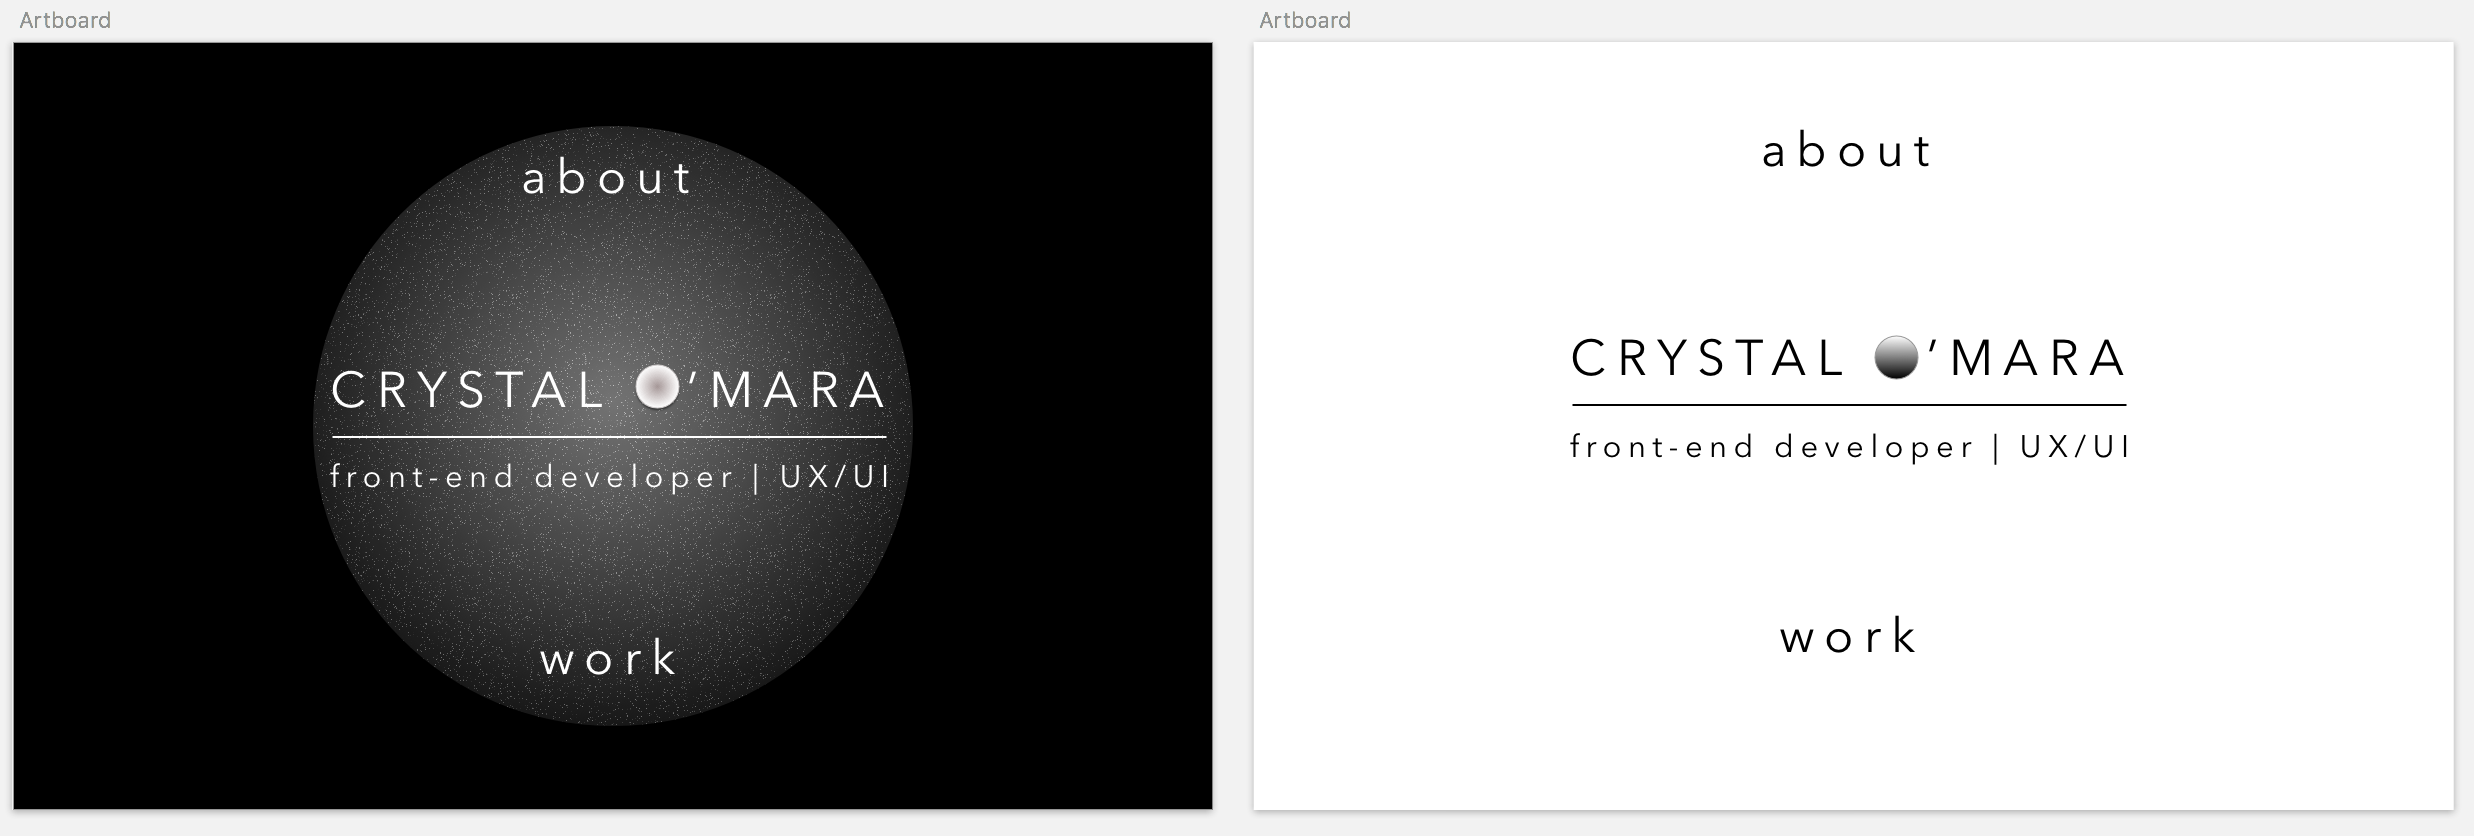 Artboard
about
CRYSTAL O'MARA
front-end developer | UX/UI
work
Artboard
about
CRYSTAL O'MARA
front-end developer | UX/UI
work